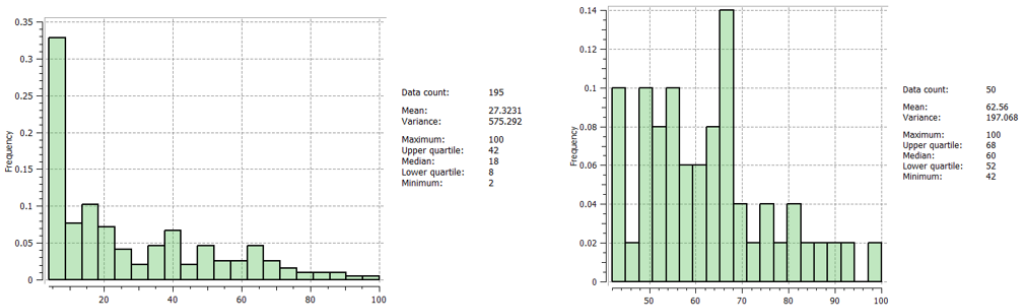 0.35
0.3
0.25
0.2
0.15
0.1
0.05
0
Frequency
20
40
60
80
100
Data count: 195
Mean: 27.3231
Variance: 575.292
Maximum: 100
Upper quartile: 42
Median: 18
Lower quartile: 8
Minimum: 2
0.14
0.12
0.1
0.08
0.06
0.04
0.02
0
Frequency
50
60
70
80
90
100
Data count: 50
Mean: 62.56
Variance: 197.068
Maximum: 100
Upper quartile: 68
Median: 60
Lower quartile: 52
Minimum: 42